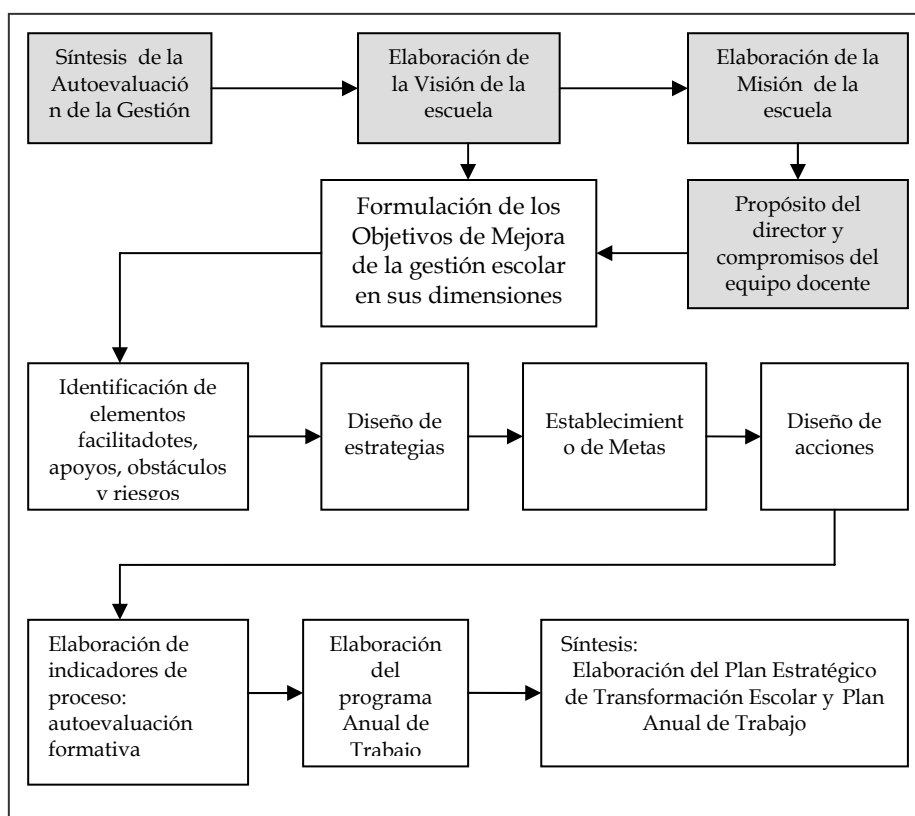 Síntesis de la
Autoevaluació
n de la Gestión
Elaboración de
la Visión de la
escuela
Elaboración de la
Misión de la
escuela
Formulación de los
Objetivos de Mejora
de la gestión escolar
en sus dimensiones
Propósito del
director y
compromisos del
equipo docente
Identificación de
elementos
facilitadotes,
apoyos, obstáculos
y riesgos
Diseño de
estrategias
Establecimient
o de Metas
Diseño de
acciones
Elaboración de
indicadores de
proceso:
autoevaluación
formativa
Elaboración
del
programa
Anual de
Trabajo
Síntesis:
Elaboración del Plan Estratégico
de Transformación Escolar y Plan
Anual de Trabajo